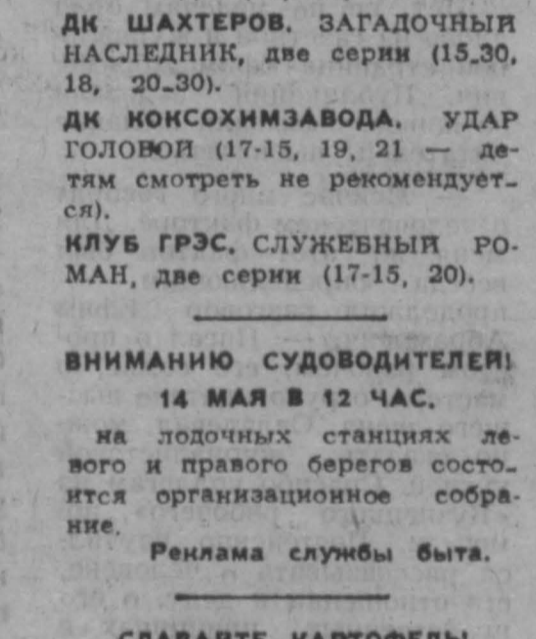 ДК ШАХТЕРОВ. ЗАГАДОЧНЫЙ
НАСЛЕДНИК, две серии (15-30,
18, 20-30).
ДК КОКСОХИМЗАВОДА. УДАР
ГОЛОВОЙ (17-15, 19, 21 — де-
тям смотреть не рекомендует-
ся).
КЛУБ ГРЭС. СЛУЖЕБНЫЙ РО-
МАН, две серии (17-15, 20).
ВНИМАНИЮ СУДОВОДИТЕЛЕЙ!
14 МАЯ В 12 ЧАС.
на лодочных станциях ле-
вого и правого берегов состо-
ится организационное собра-
ние.
Реклама службы быта.
СДАВАЙТЕ КАРТОФЕЛЬ!